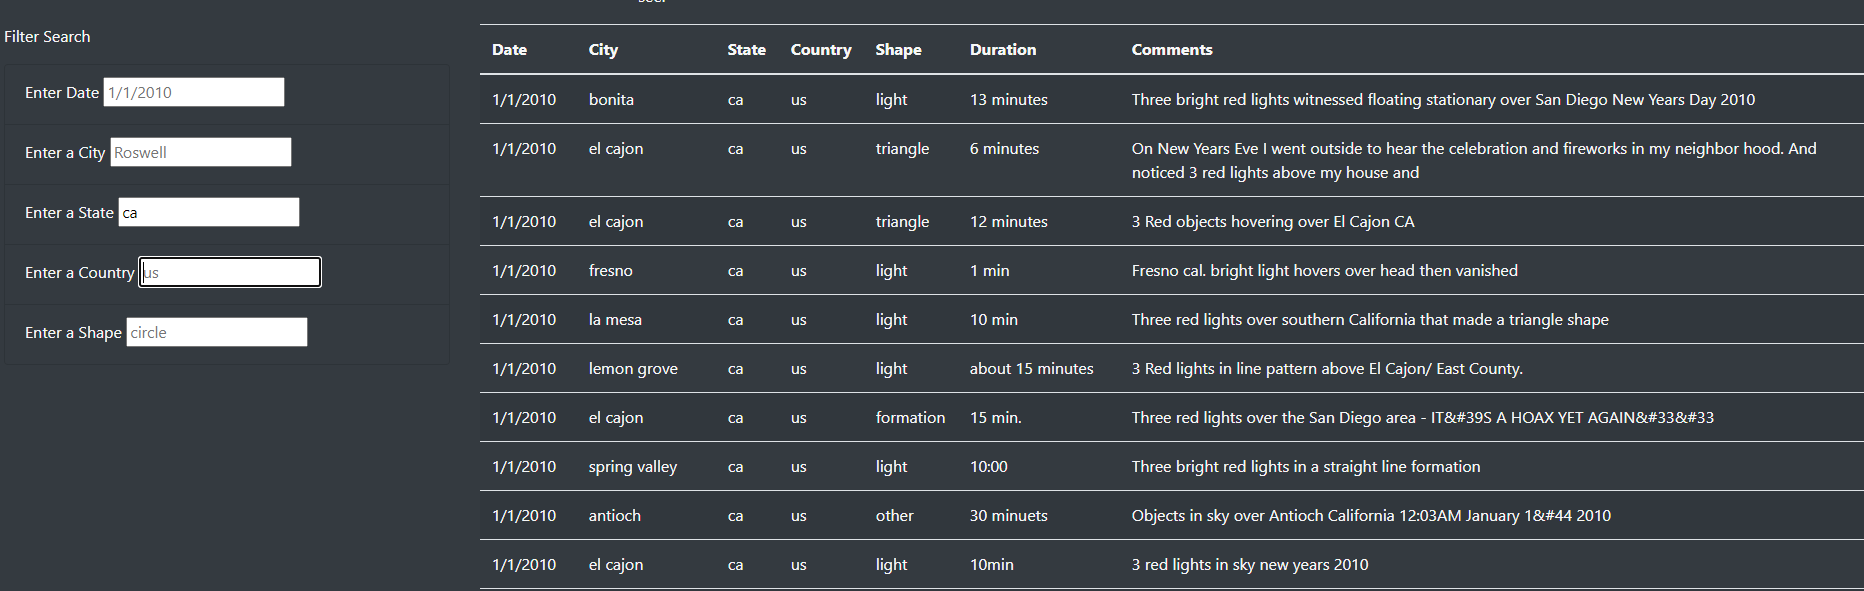 see.
Filter Search
Enter Date 1/1/2010
Enter a City Roswell
Enter a State ca
Enter a Country us
Enter a Shape circle
Date City State Country Shape Duration Comments
1/1/2010 bonita ca us light 13 minutes Three bright red lights witnessed floating stationary over San Diego New Years Day 2010
1/1/2010 el cajon ca us triangle 6 minutes On New Years Eve I went outside to hear the celebration and fireworks in my neighbor hood. And
noticed 3 red lights above my house and
1/1/2010 el cajon ca us triangle 12 minutes 3 Red objects hovering over El Cajon CA
1/1/2010 fresno ca us light 1 min Fresno cal. bright light hovers over head then vanished
1/1/2010 la mesa ca us light 10 min Three red lights over southern California that made a triangle shape
1/1/2010 lemon grove ca us light about 15 minutes 3 Red lights in line pattern above El Cajon/ East County.
1/1/2010 el cajon ca us formation 15 min. Three red lights over the San Diego area - IT&#39S A HOAX YET AGAIN&#33&#33
1/1/2010 spring valley ca us light 10:00 Three bright red lights in a straight line formation
1/1/2010 antioch ca us other 30 minuets Objects in sky over Antioch California 12:03AM January 1&#44 2010
1/1/2010 el cajon ca us light 10min 3 red lights in sky new years 2010